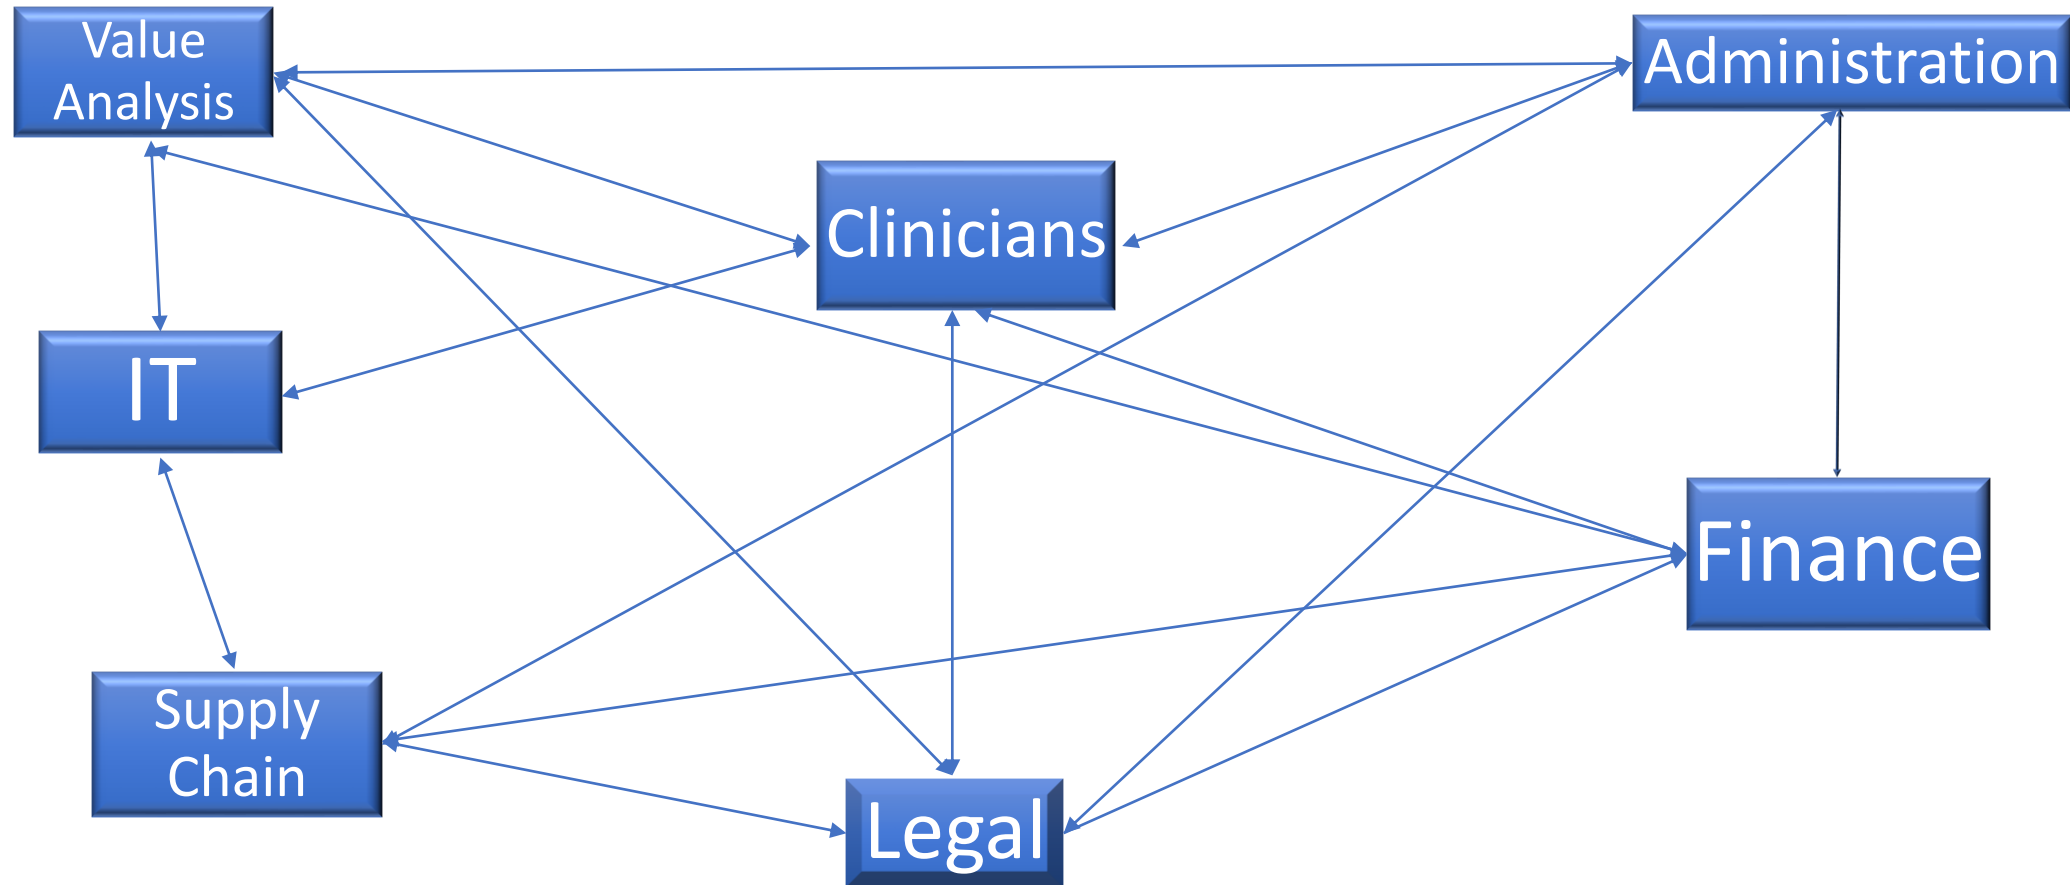 Value
Analysis
Administration
Clinicians
IT
Finance
Supply
Chain
Legal